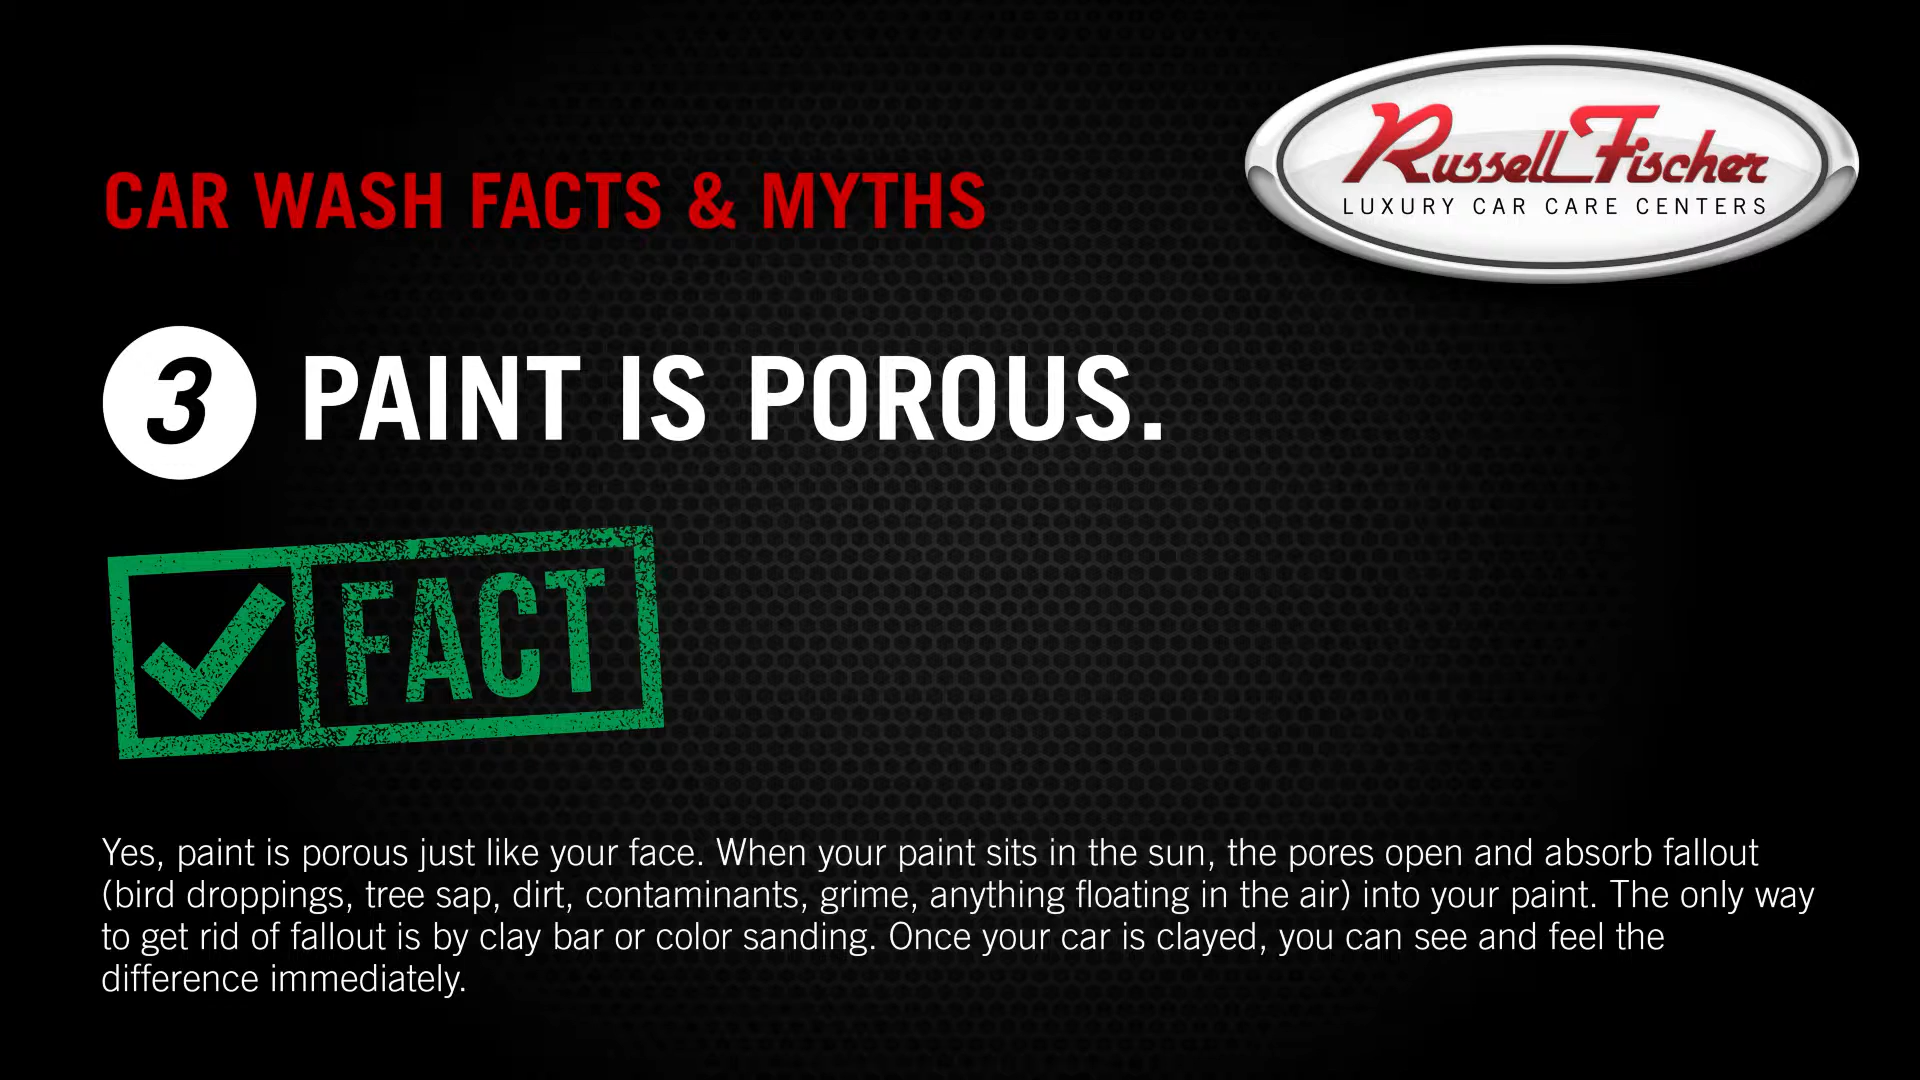 Russell Fischer
LUXURY CAR CARE CENTERS
CAR WASH FACTS & MYTHS
3 PAINT IS POROUS.
FACT
Yes, paint is porous just like your face. When your paint sits in the sun, the pores open and absorb fallout
(bird droppings, tree sap, dirt, contaminants, grime, anything floating in the air) into your paint. The only way
to get rid of fallout is by clay bar or color sanding. Once your car is clayed, you can see and feel the
difference immediately.